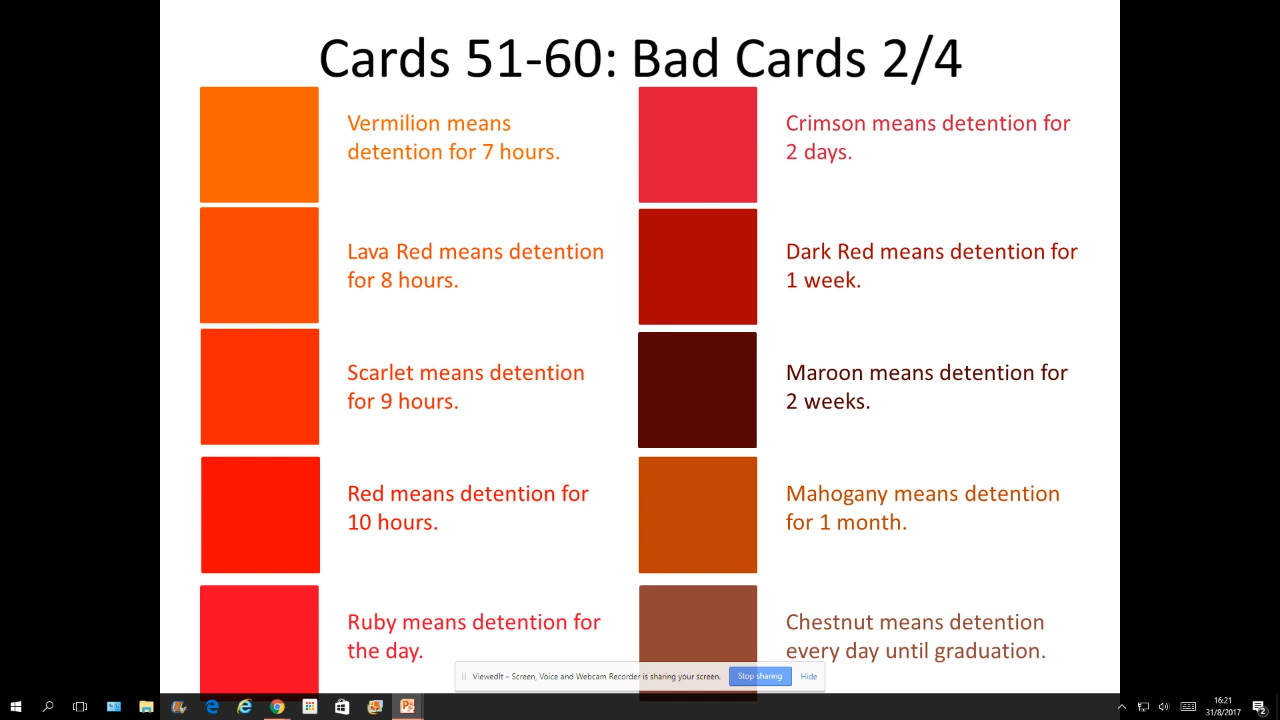 Cards 51-60: Bad Cards 2/4
Vermilion means
detention for 7 hours.
Lava Red means detention
for 8 hours.
Scarlet means detention
for 9 hours.
Red means detention for
10 hours.
Ruby means detention for
the day.
Crimson means detention for
2 days.
Dark Red means detention for
1 week.
Maroon means detention for
2 weeks.
Mahogany means detention
for 1 month.
Chestnut means detention
every day until graduation.
ViewedIt – Screen, Voice and Webcam Recorder is sharing your screen. Stop sharing Hide
16:21
31/8/2017
2